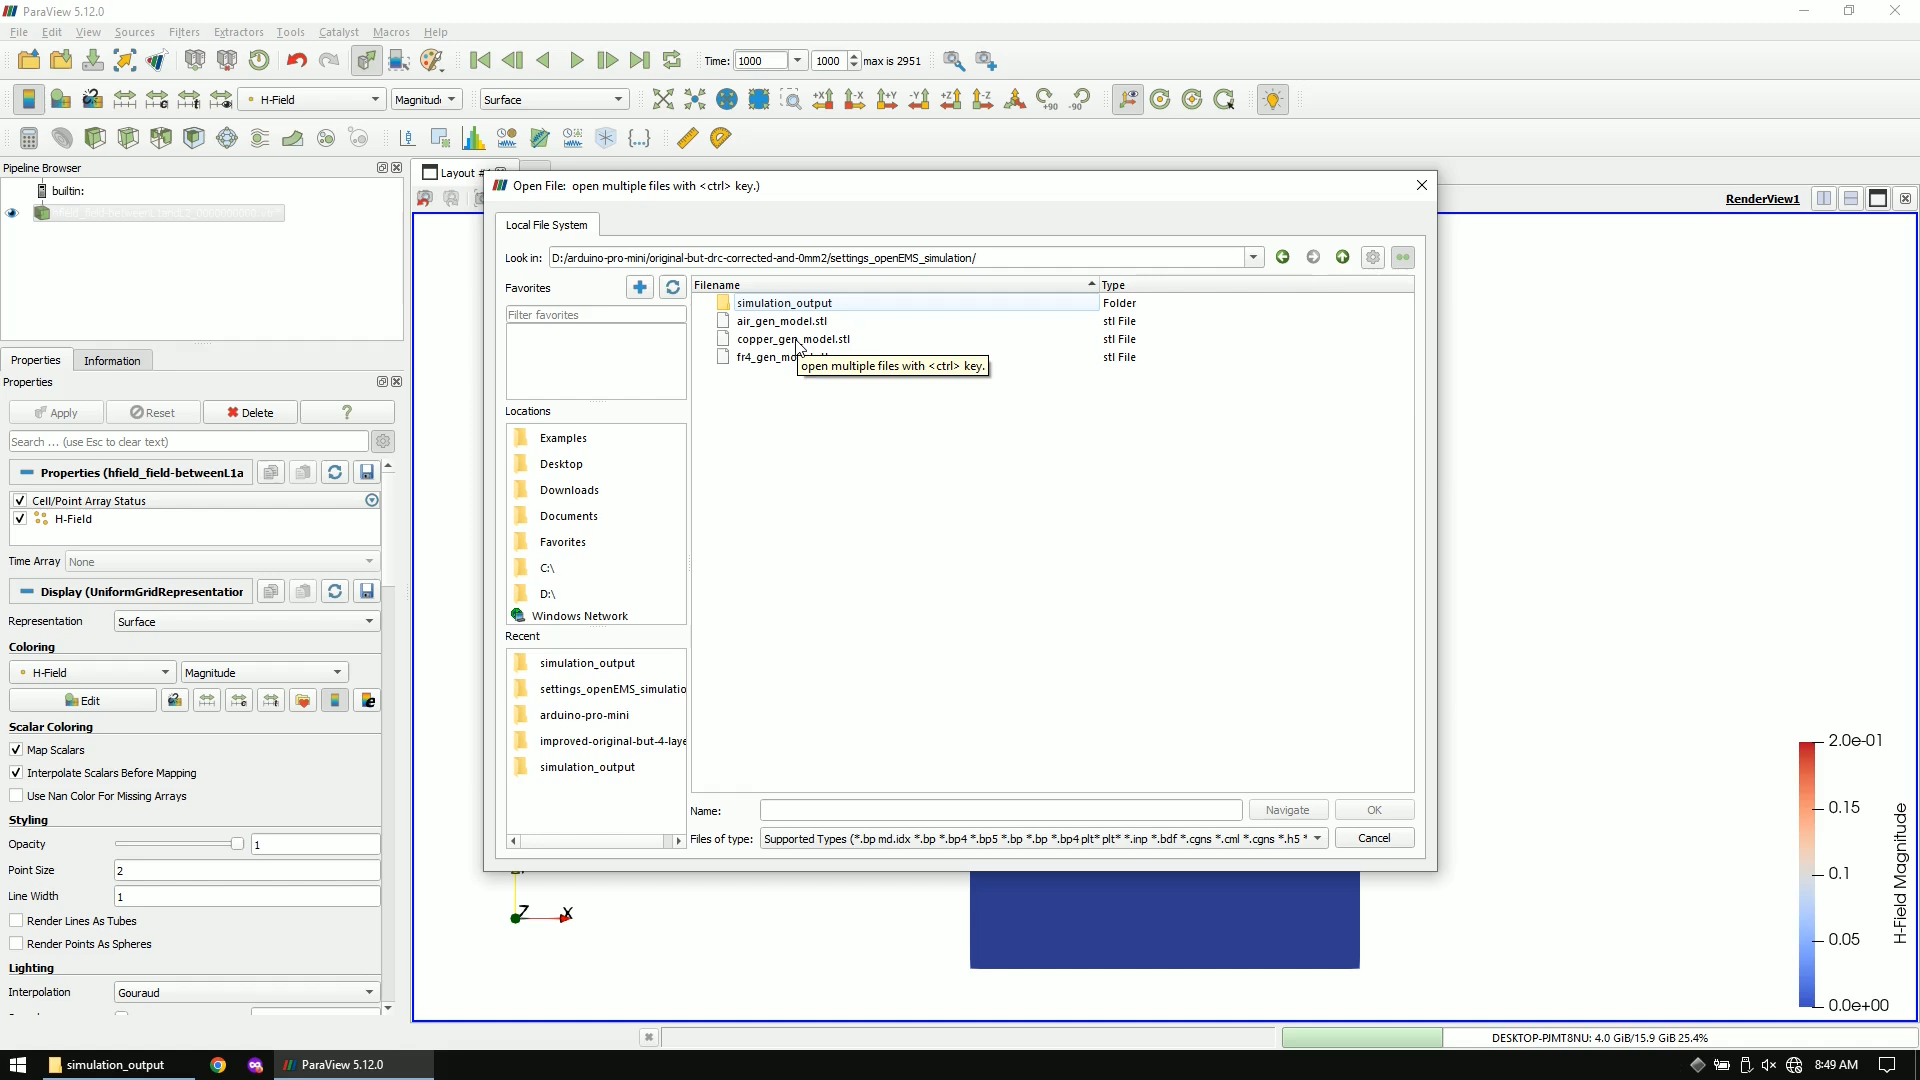 ParaView 5.12.0
File Edit View Sources Filters Extractors Tools Catalyst Macros Help
Time: 1000 1000 max is 2951
H-Field Magnitude Surface +X -X +Y -Y +Z -Z +90 -90
Pipeline Browser
builtin:
Layout #
RenderView1
Open File: open multiple files with <ctrl> key.)
Local File System
Look in: D:/arduino-pro-mini/original-but-drc-corrected-and-0mm2/settings_openEMS_simulation/
Favorites
Filter favorites
Filename Type
simulation_output Folder
air_gen_model.stl stl File
copper_gen_model.stl stl File
fr4_gen_mo stl File
open multiple files with <ctrl> key.
Locations
Examples
Desktop
Downloads
Documents
Favorites
C:\
D:\
Windows Network
Recent
simulation_output
settings_openEMS_simulatio
arduino-pro-mini
improved-original-but-4-laye
simulation_output
Name: Navigate OK
Files of type: Supported Types (*.bp md.idx *.bp *.bp4 *.bp5 *.bp *.bp *.bp4 plt* plt* *.inp *.bdf *.cgns *.cml *.cgns *.h5 * Cancel
Properties Information
Properties
Apply Reset Delete ?
Search ... (use Esc to clear text)
Properties (hfield_field-betweenL1a
Cell/Point Array Status
H-Field
Time Array None
Display (UniformGridRepresentation
Representation Surface
Coloring
H-Field Magnitude
Edit
Scalar Coloring
Map Scalars
Interpolate Scalars Before Mapping
Use Nan Color For Missing Arrays
Styling
Opacity 1
Point Size 2
Line Width 1
Render Lines As Tubes
Render Points As Spheres
Lighting
Interpolation Gouraud
Z X
2.0e-01
0.15
0.1
0.05
0.0e+00
H-Field Magnitude
DESKTOP-PJMT8NU: 4.0 GiB/15.9 GiB 25.4%
simulation_output ParaView 5.12.0 8:49 AM